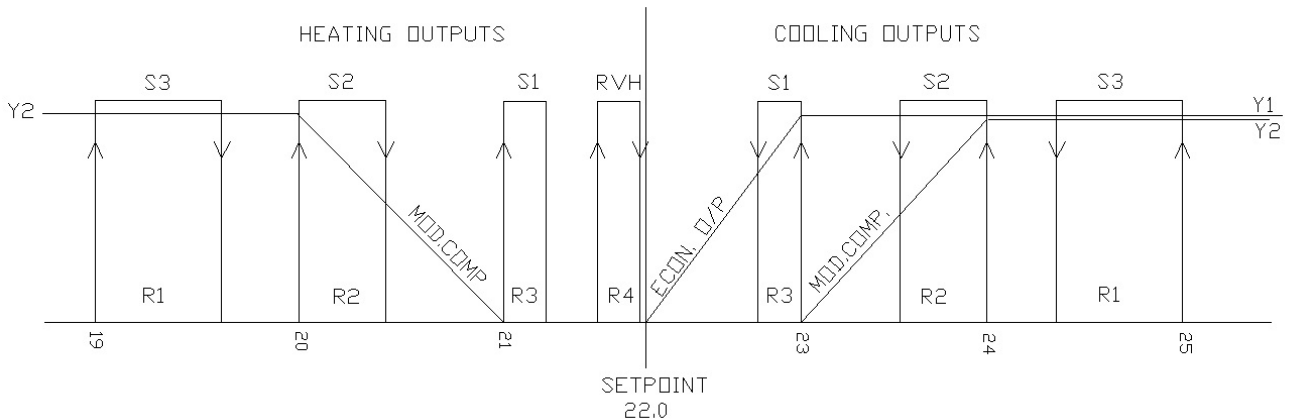 HEATING OUTPUTS
COOLING OUTPUTS
S3
S2
S1
RVH
S1
S2
S3
Y2
Y1
Y2
MOD.COMP
ECON. O/P
MOD.COMP.
R1
R2
R3
R4
R3
R2
R1
19
20
21
23
24
25
SETPOINT
22.0